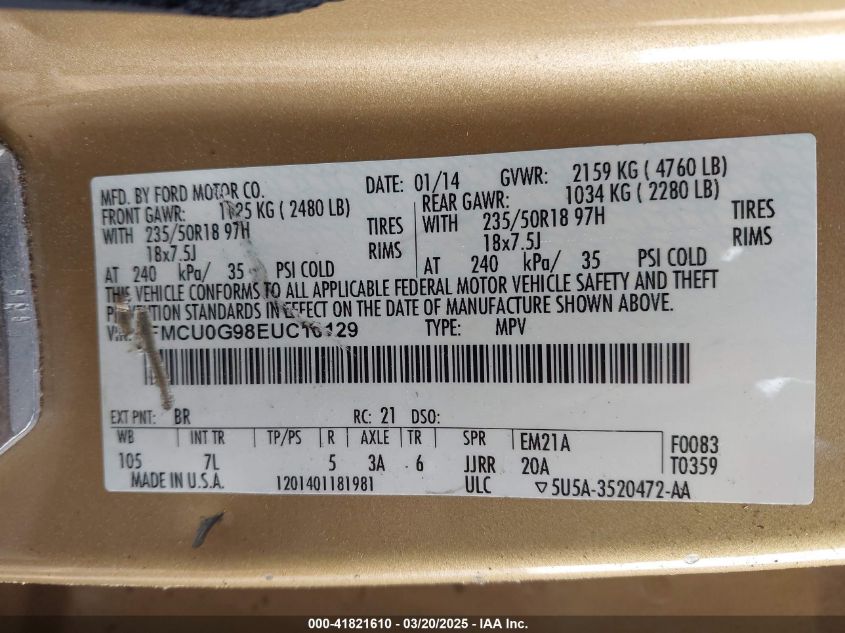 MFD. BY FORD MOTOR CO. DATE: 01/14 GVWR: 2159 KG ( 4760 LB)
FRONT GAWR: KG ( 2480 LB) REAR GAWR: 1034 KG ( 2280 LB)
WITH 235/50R18 97H TIRES WITH 235/50R18 97H TIRES
18x7.5J RIMS 18x7.5J RIMS
AT 240 kPa/ 35 PSI COLD AT 240 kPa/ 35 PSI COLD
THIS VEHICLE CONFORMS TO ALL APPLICABLE FEDERAL MOTOR VEHICLE SAFETY AND THEFT
PREVENTION STANDARDS IN EFFECT ON THE DATE OF MANUFACTURE SHOWN ABOVE.
VIN: TYPE: MPV
EXT PNT: BR RC: 21 DSO:
WB INT TR TP/PS R AXLE TR SPR EM21A F0083
105 7L 5 3A 6 JJRR 20A T0359
MADE IN U.S.A. 1201401181981 ULC ▽5U5A-3520472-AA
000-41821610 - 03/20/2025 - IAA Inc.